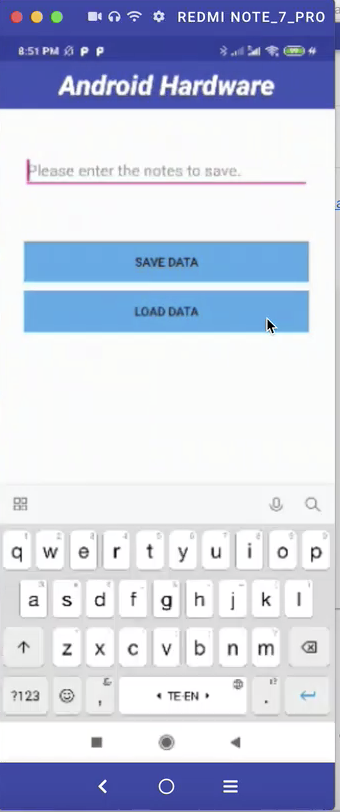 REDMI NOTE_7_PRO
8:51 PM
Android Hardware
Please enter the notes to save.
SAVE DATA
LOAD DATA
q w e r t y u i o p
a s d f g h j k l
z x c v b n m
?123 , TE·EN .